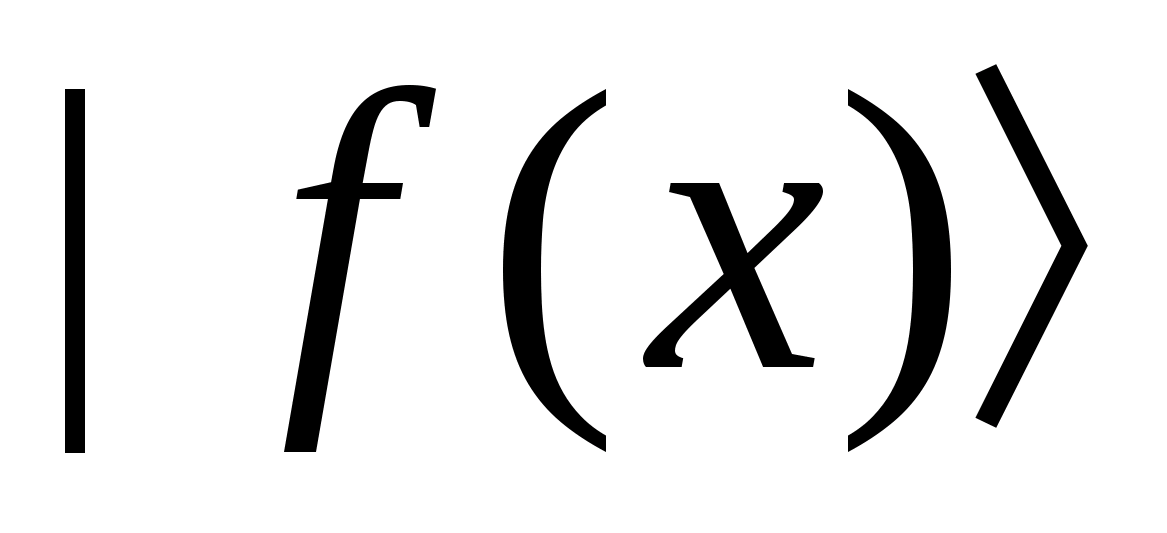 | f(x)⟩